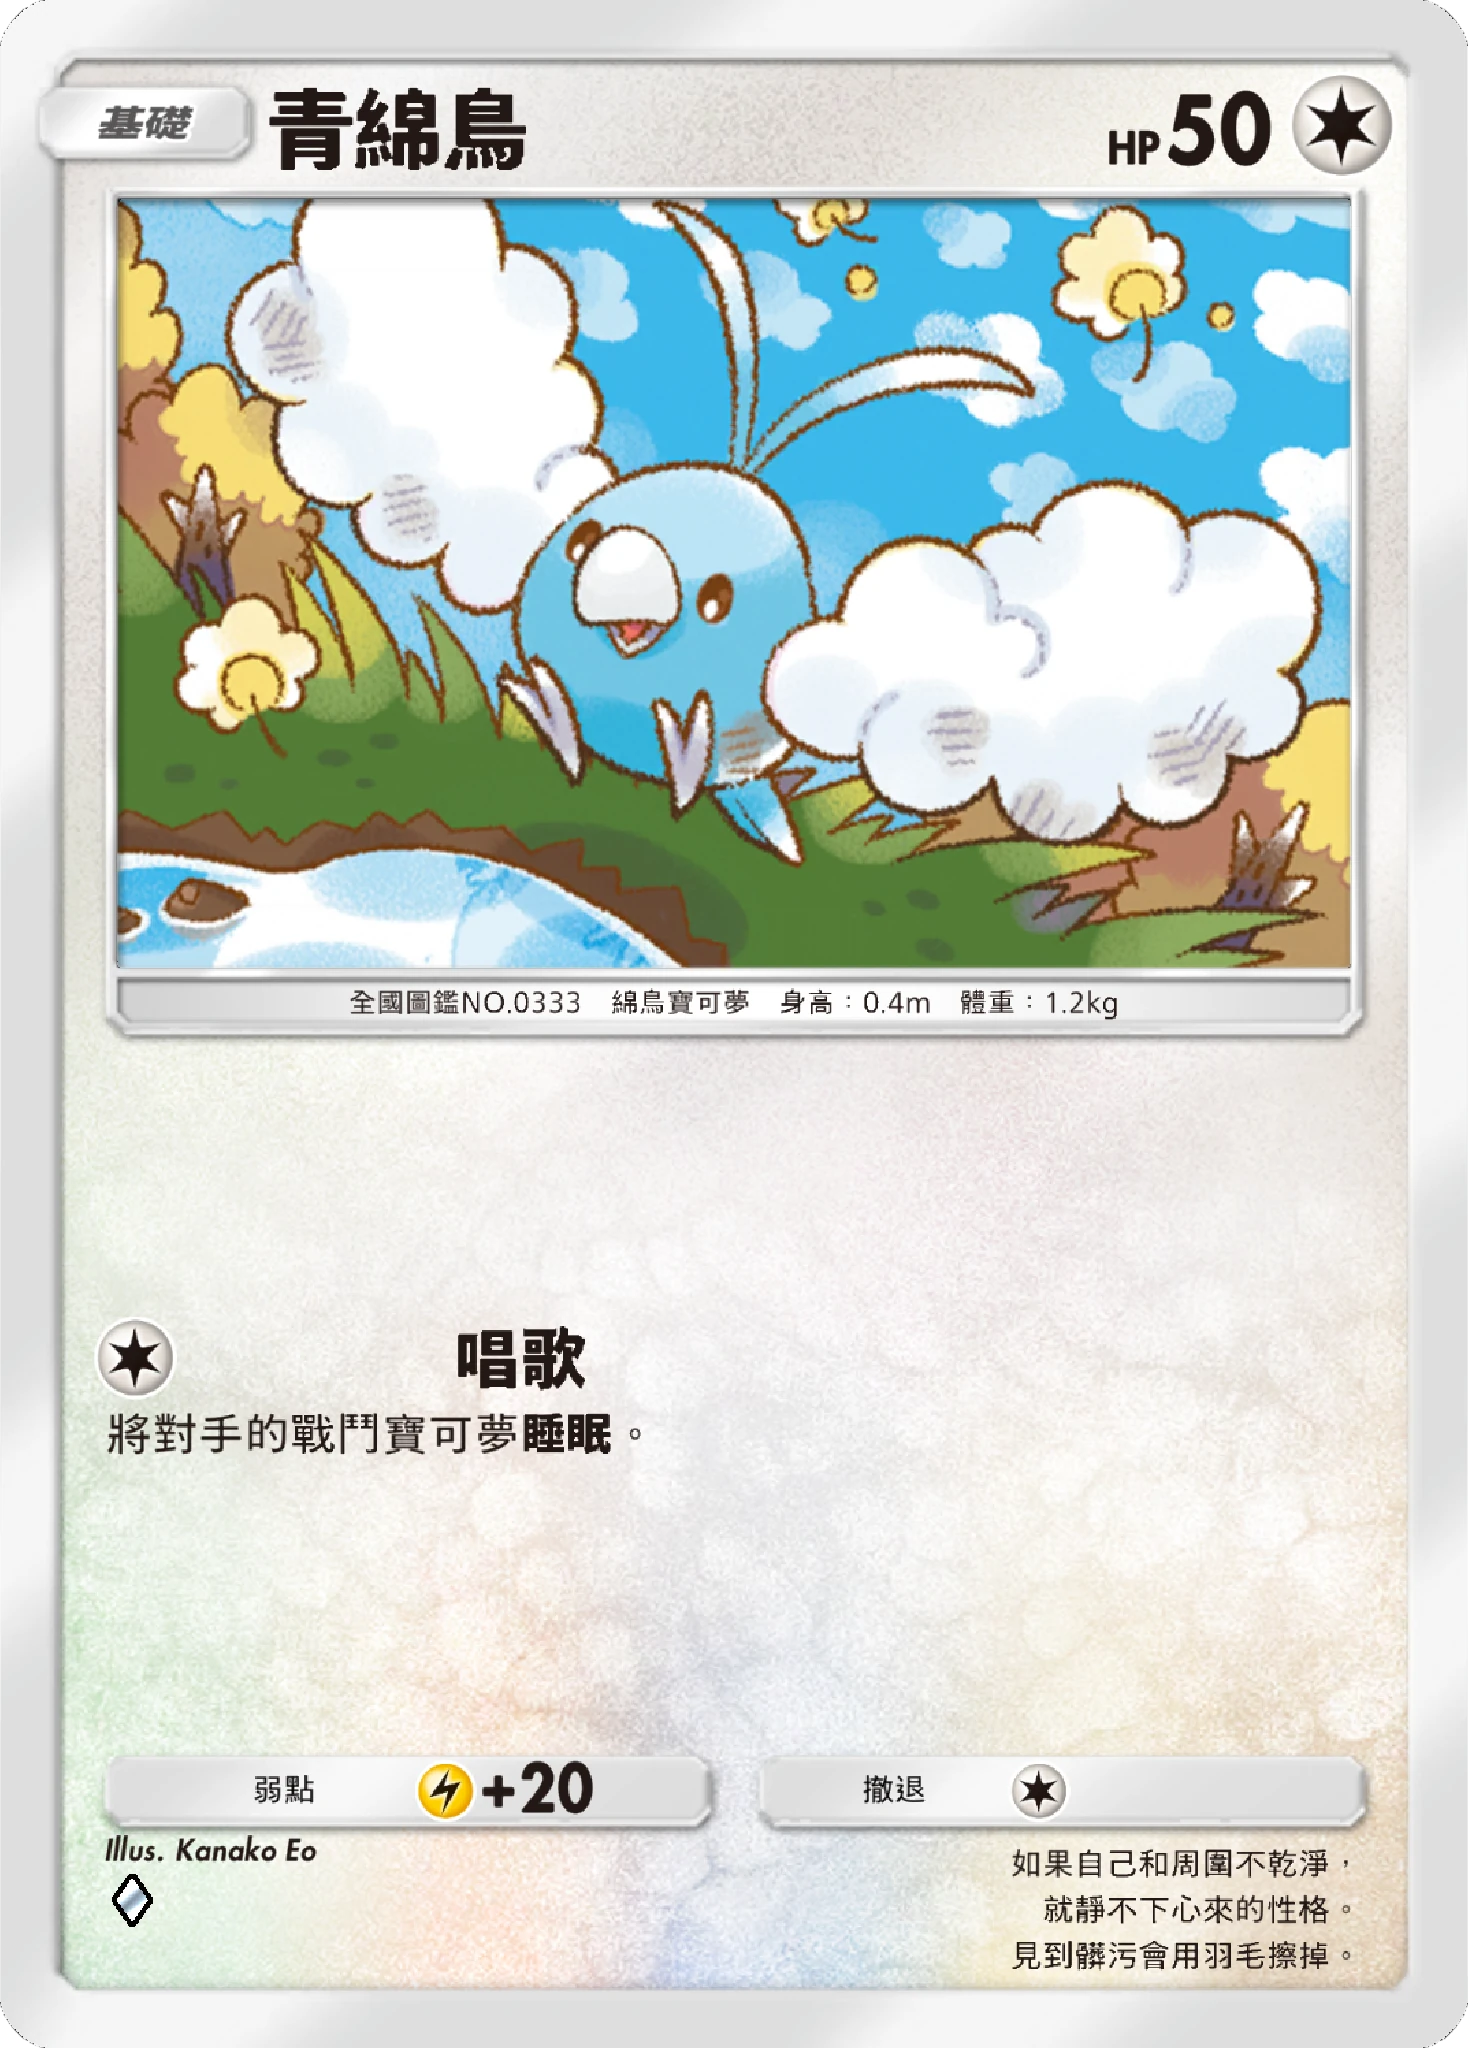 基礎 青綿鳥 HP 50
全國圖鑑NO.0333 綿鳥寶可夢 身高：0.4m 體重：1.2kg
唱歌
將對手的戰鬥寶可夢睡眠。
弱點 +20 撤退
Illus. Kanako Eo
如果自己和周圍不乾淨，
就靜不下心來的性格。
見到髒污會用羽毛擦掉。